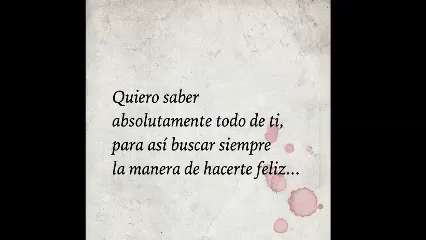 Quiero saber
absolutamente todo de ti,
para así buscar siempre
la manera de hacerte feliz...